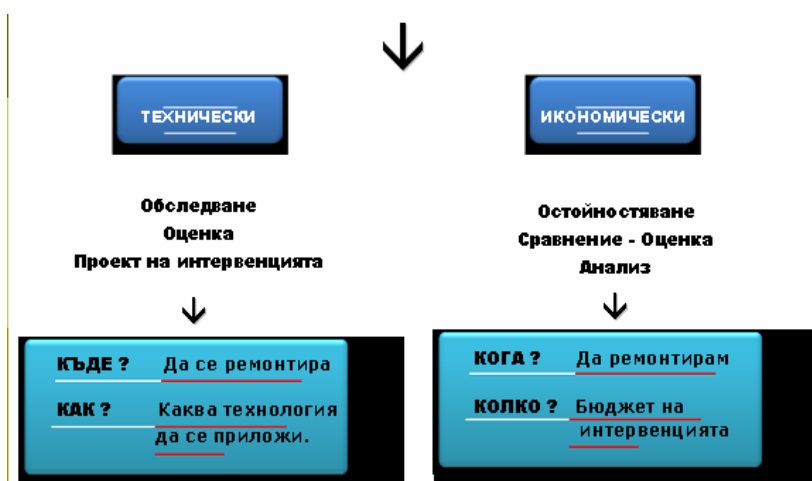 ТЕХНИЧЕСКИ
Обследване
Оценка
Проект на интервенцията
КЪДЕ ? Да се ремонтира
КАК ? Каква технология
да се приложи.
ИКОНОМИЧЕСКИ
Остойностяване
Сравнение - Оценка
Анализ
КОГА ? Да ремонтирам
КОЛКО ? Бюджет на
интервенцията